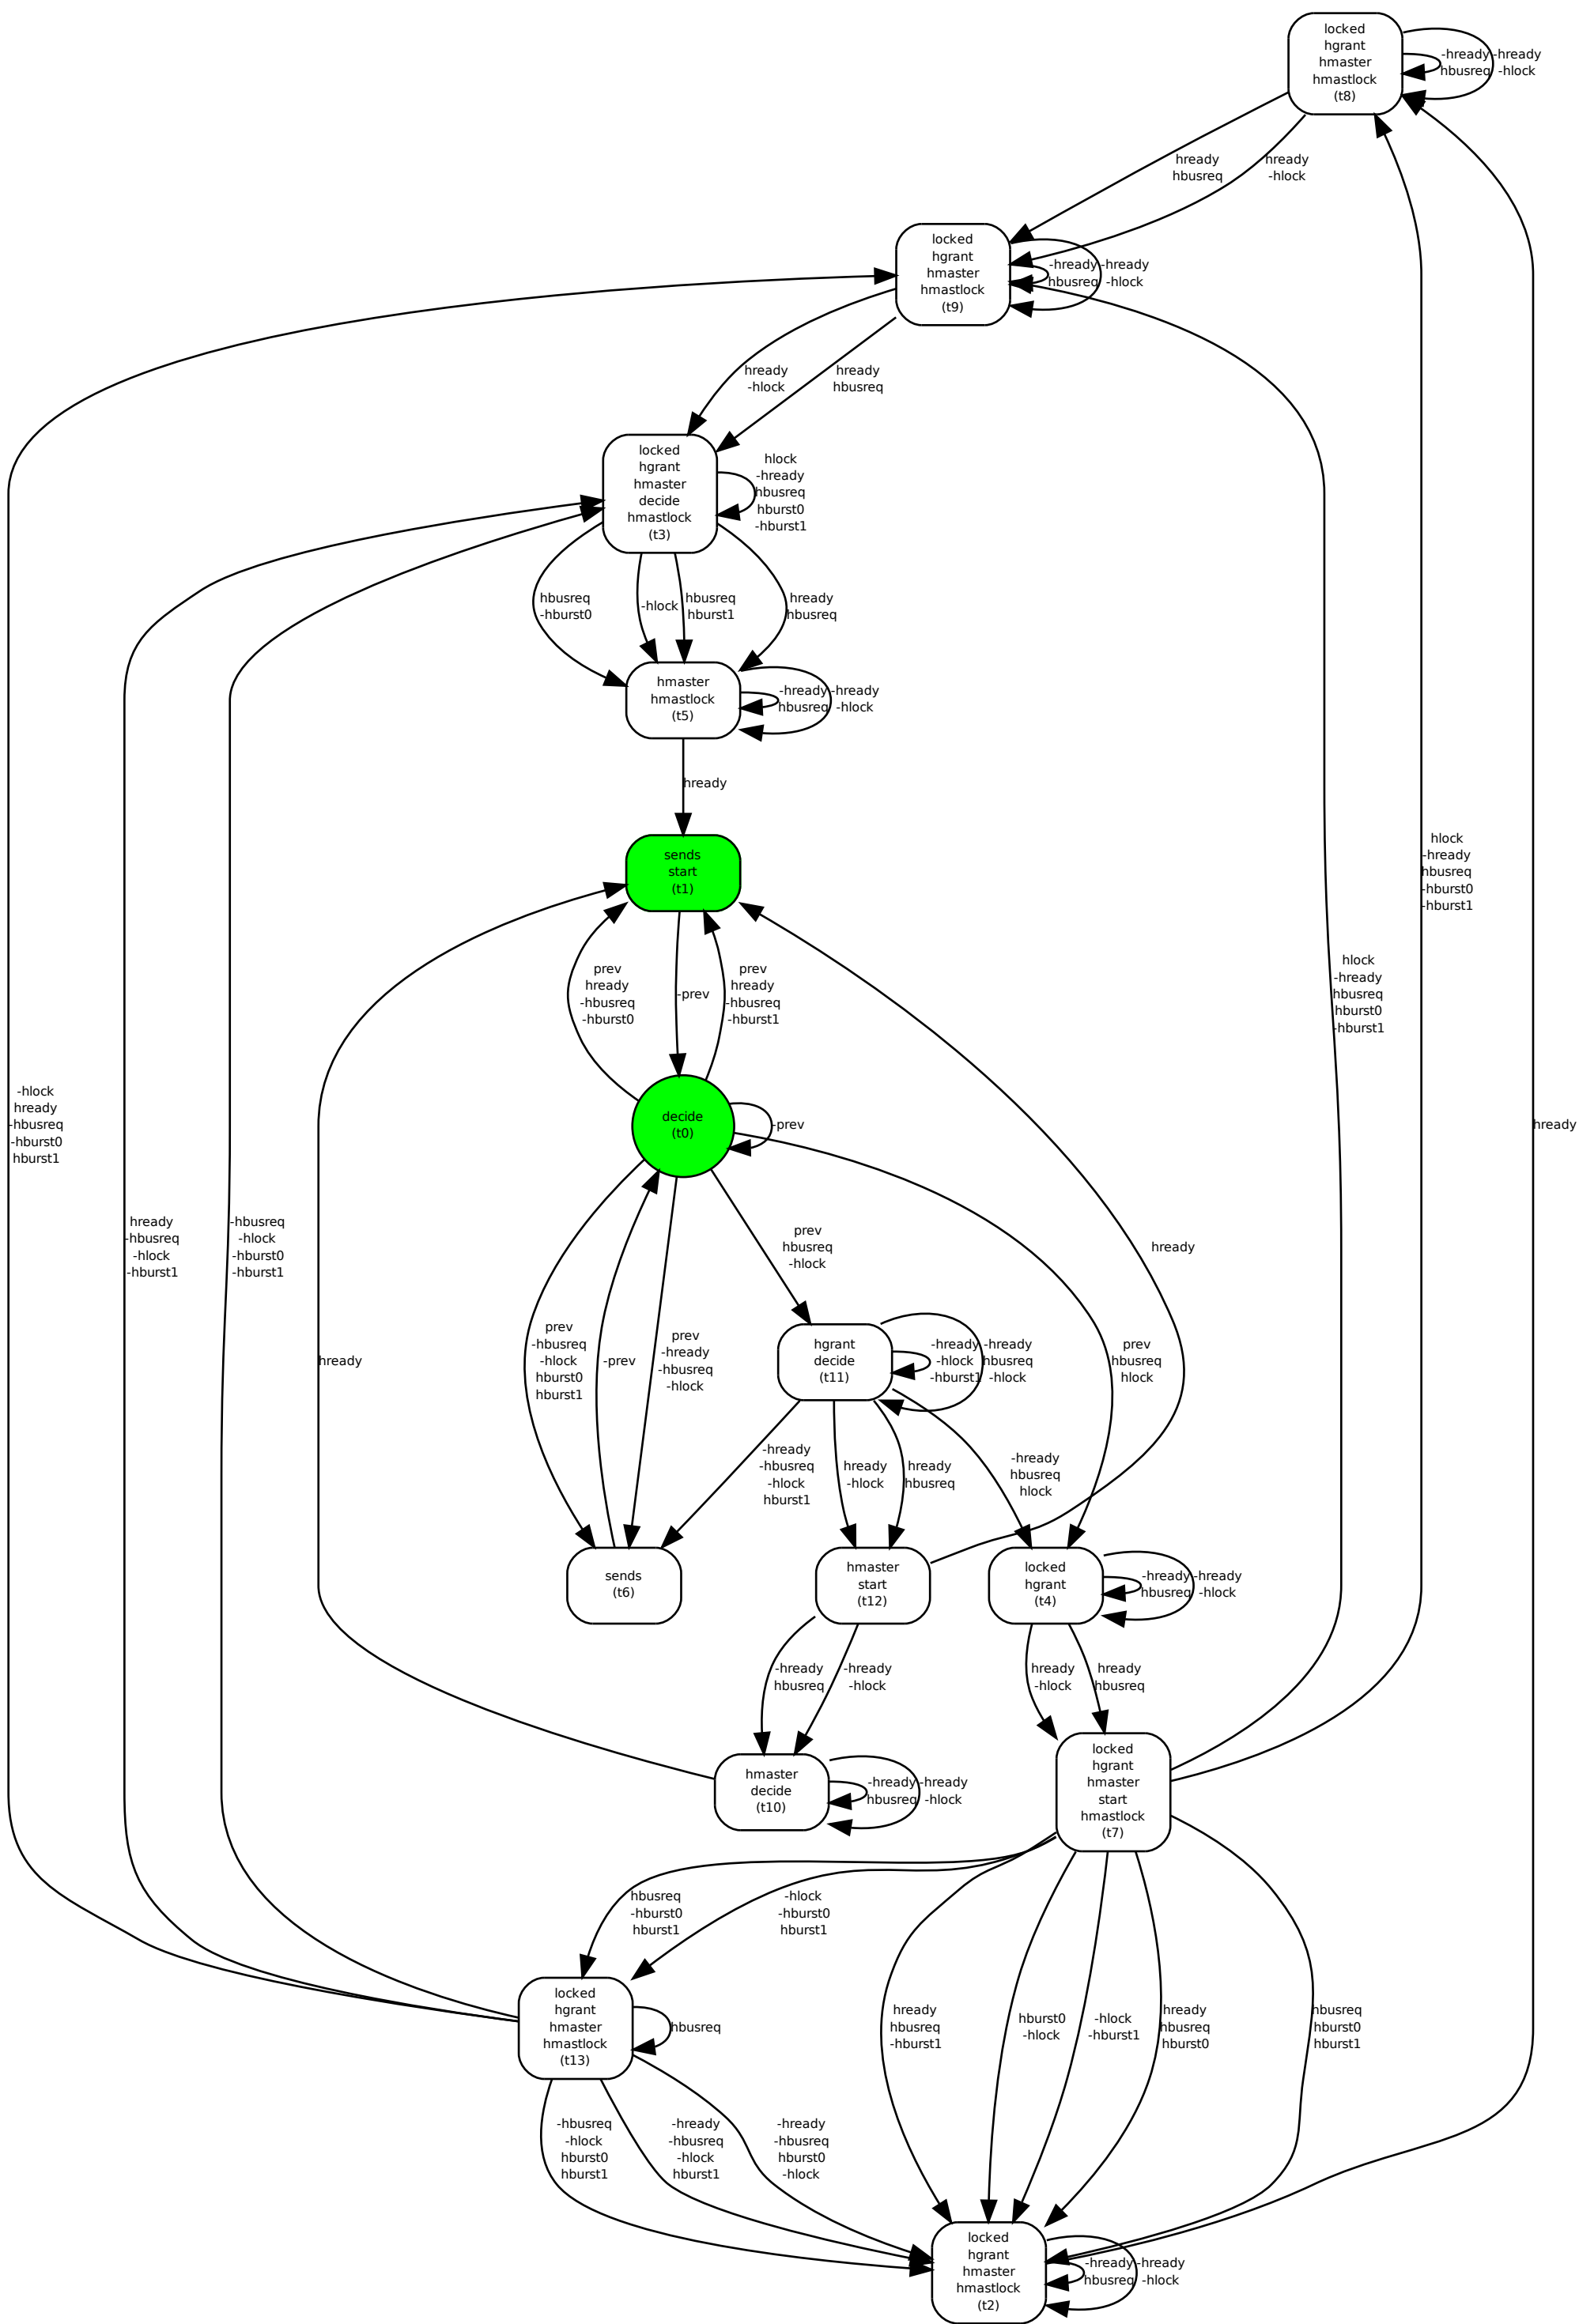 locked
hgrant
hmaster
hmastlock
(t8)
-hready
hbusreq
-hready
-hlock
hready
hbusreq
hready
-hlock
locked
hgrant
hmaster
hmastlock
(t9)
-hready
hbusreq
-hready
-hlock
hready
-hlock
hready
hbusreq
locked
hgrant
hmaster
decide
hmastlock
(t3)
hlock
-hready
hbusreq
hburst0
-hburst1
hbusreq
-hburst0
-hlock
hbusreq
hburst1
hready
hbusreq
hmaster
hmastlock
(t5)
-hready
hbusreq
-hready
-hlock
hready
sends
start
(t1)
hlock
-hready
hbusreq
-hburst0
-hburst1
prev
hready
-hbusreq
-hburst0
-prev
prev
hready
-hbusreq
-hburst1
hlock
-hready
hbusreq
hburst0
-hburst1
-hlock
hready
-hbusreq
-hburst0
hburst1
decide
(t0)
-prev
hready
hready
-hbusreq
-hlock
-hburst1
-hbusreq
-hlock
-hburst0
-hburst1
prev
hbusreq
-hlock
hready
hready
prev
-hbusreq
-hlock
hburst0
hburst1
-prev
prev
-hready
-hbusreq
-hlock
hgrant
decide
(t11)
-hready
-hlock
-hburst1
-hready
hbusreq
-hlock
prev
hbusreq
hlock
-hready
-hbusreq
-hlock
hburst1
hready
-hlock
hready
hbusreq
-hready
hbusreq
hlock
sends
(t6)
hmaster
start
(t12)
locked
hgrant
(t4)
-hready
hbusreq
-hready
-hlock
-hready
hbusreq
-hready
-hlock
hready
-hlock
hready
hbusreq
hmaster
decide
(t10)
-hready
hbusreq
-hready
-hlock
locked
hgrant
hmaster
start
hmastlock
(t7)
hbusreq
-hburst0
hburst1
-hlock
-hburst0
hburst1
locked
hgrant
hmaster
hmastlock
(t13)
hbusreq
hready
hbusreq
-hburst1
hburst0
-hlock
-hlock
-hburst1
hready
hbusreq
hburst0
hbusreq
hburst0
hburst1
-hbusreq
-hlock
hburst0
hburst1
-hready
-hbusreq
-hlock
hburst1
-hready
-hbusreq
hburst0
-hlock
locked
hgrant
hmaster
hmastlock
(t2)
-hready
hbusreq
-hready
-hlock